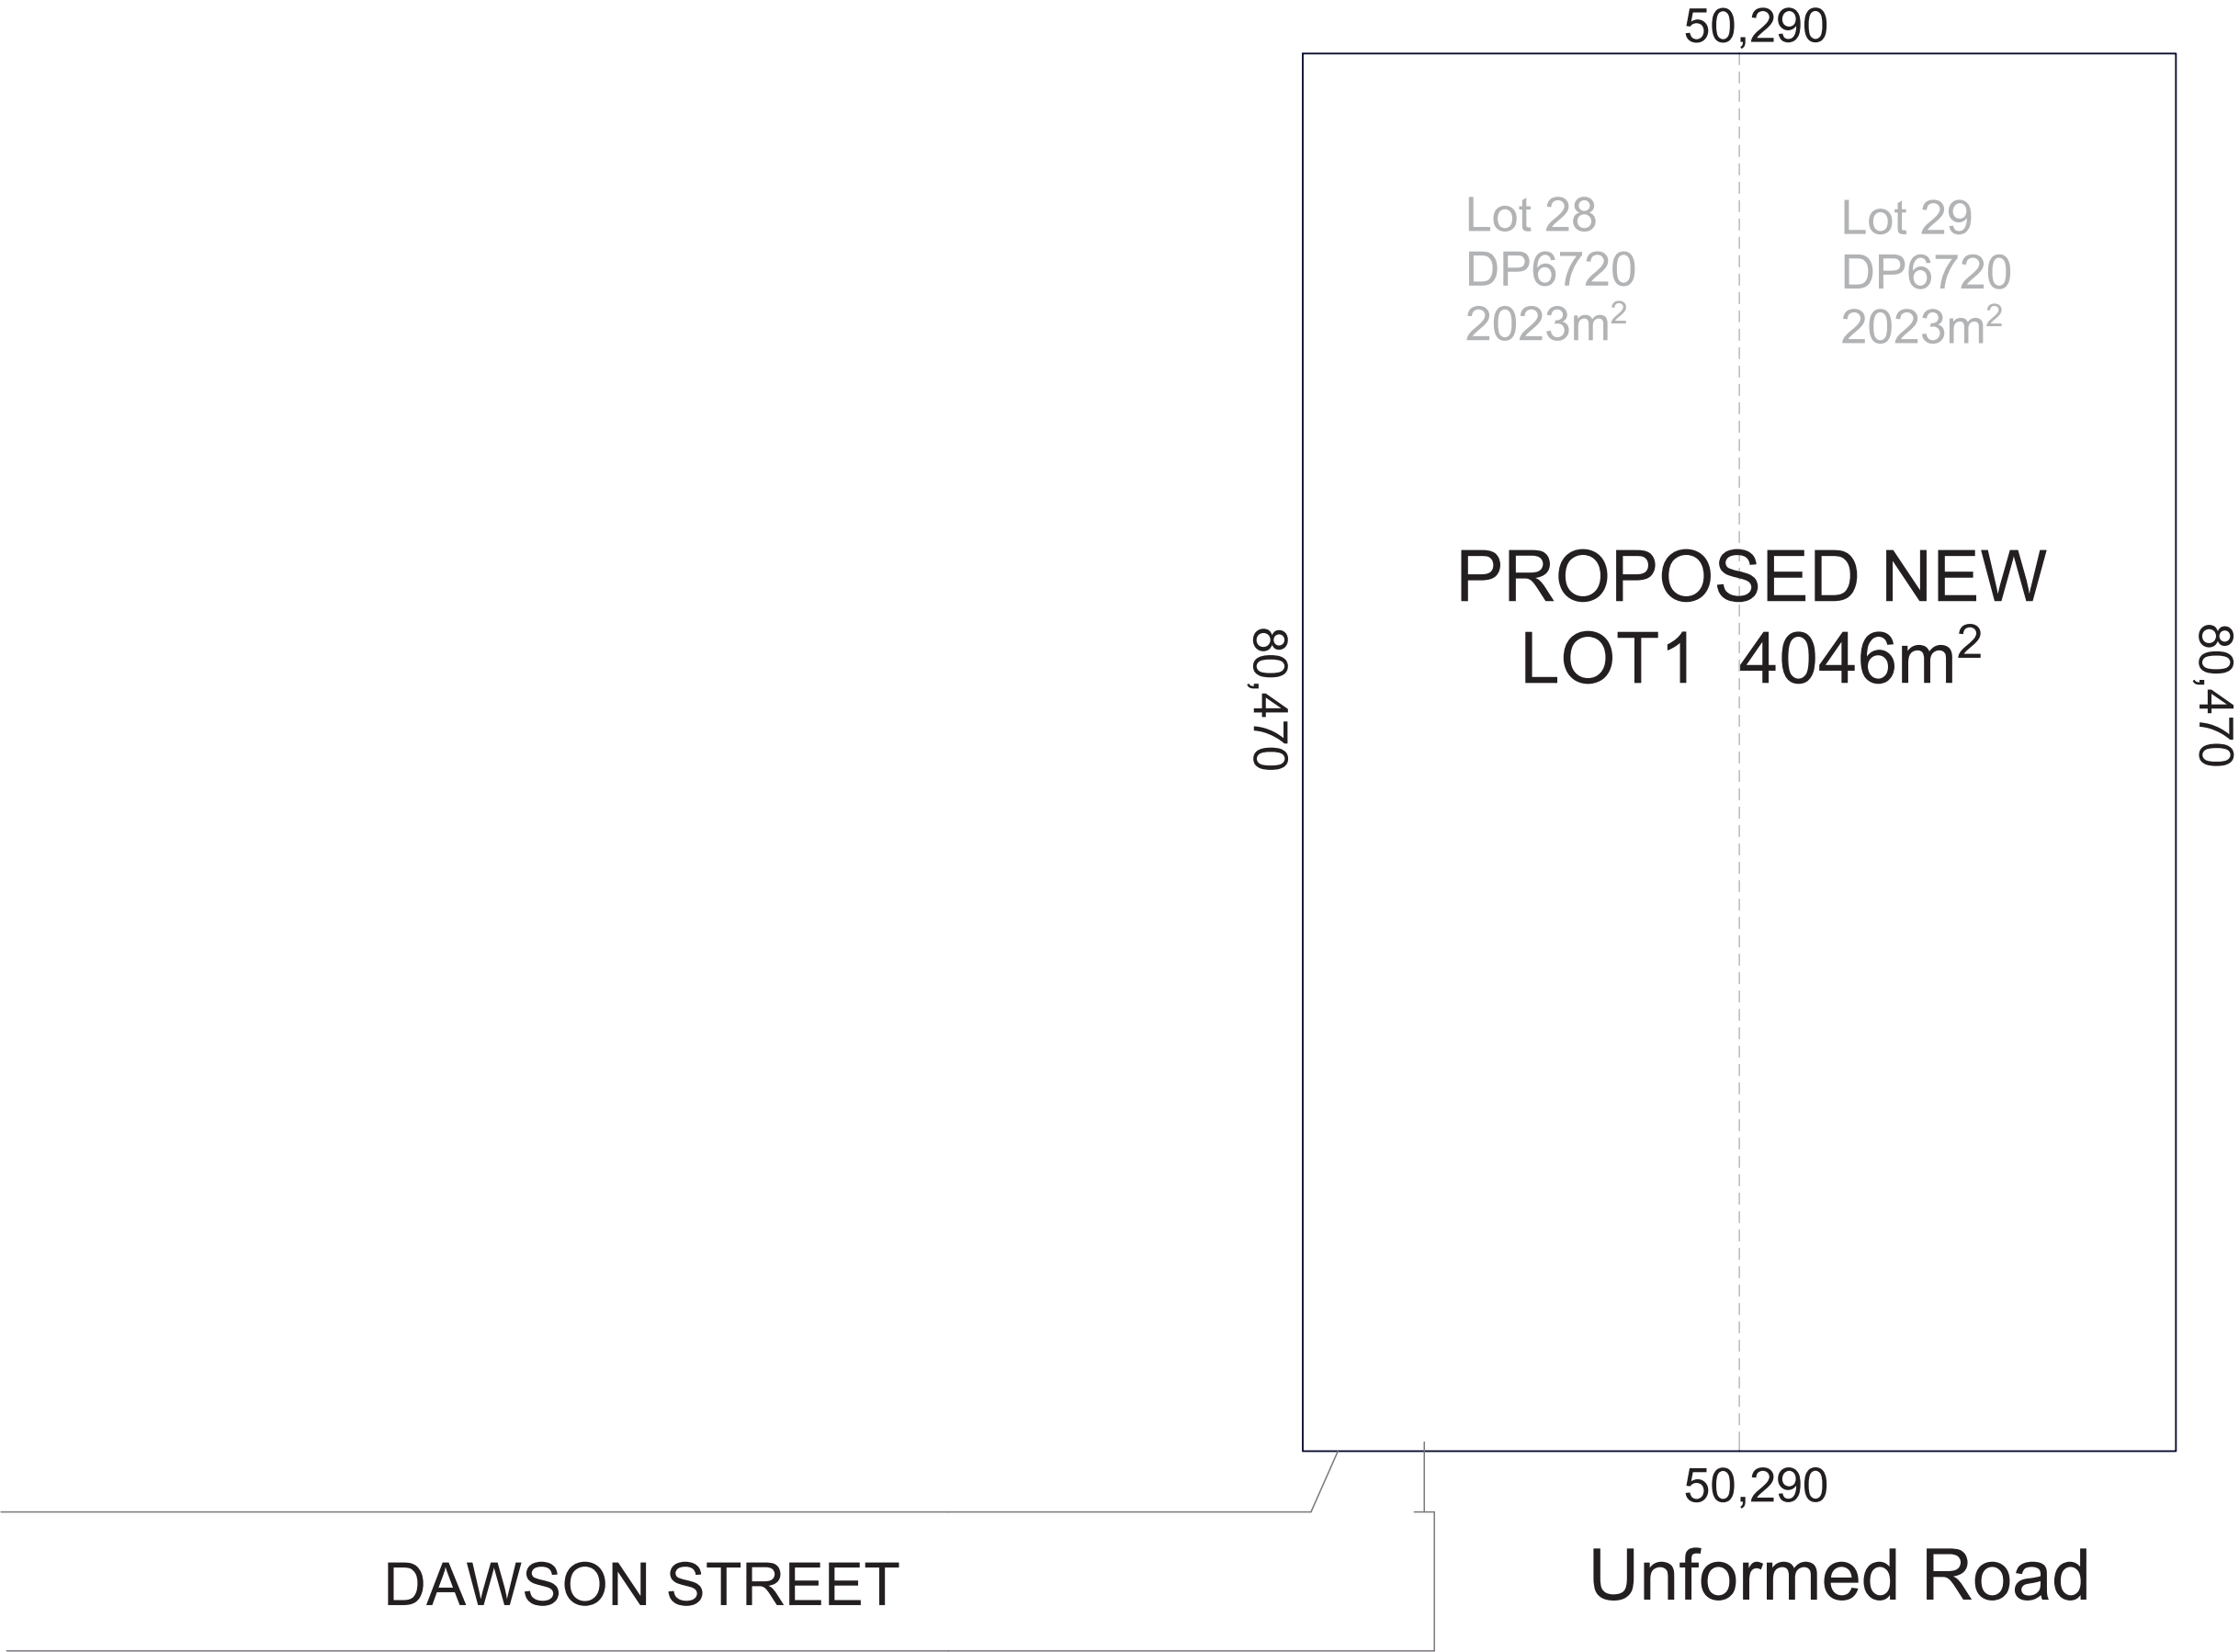 50,290
Lot 28
DP6720
2023m²
Lot 29
DP6720
2023m²
PROPOSED NEW
LOT1 4046m²
80,470
80,470
50,290
Unformed Road
DAWSON STREET